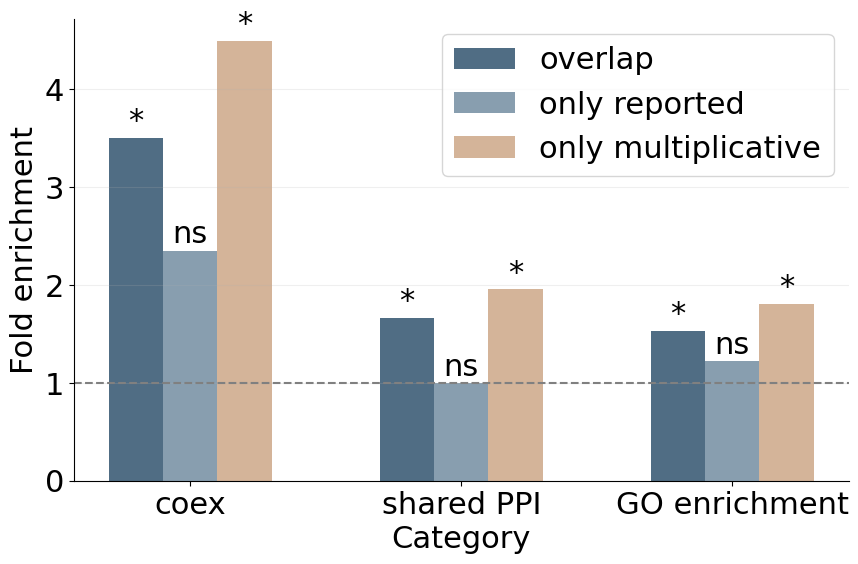 Fold enrichment
4
3
2
1
0
overlap
only reported
only multiplicative
* ns *
* ns *
* ns *
coex shared PPI GO enrichment
Category